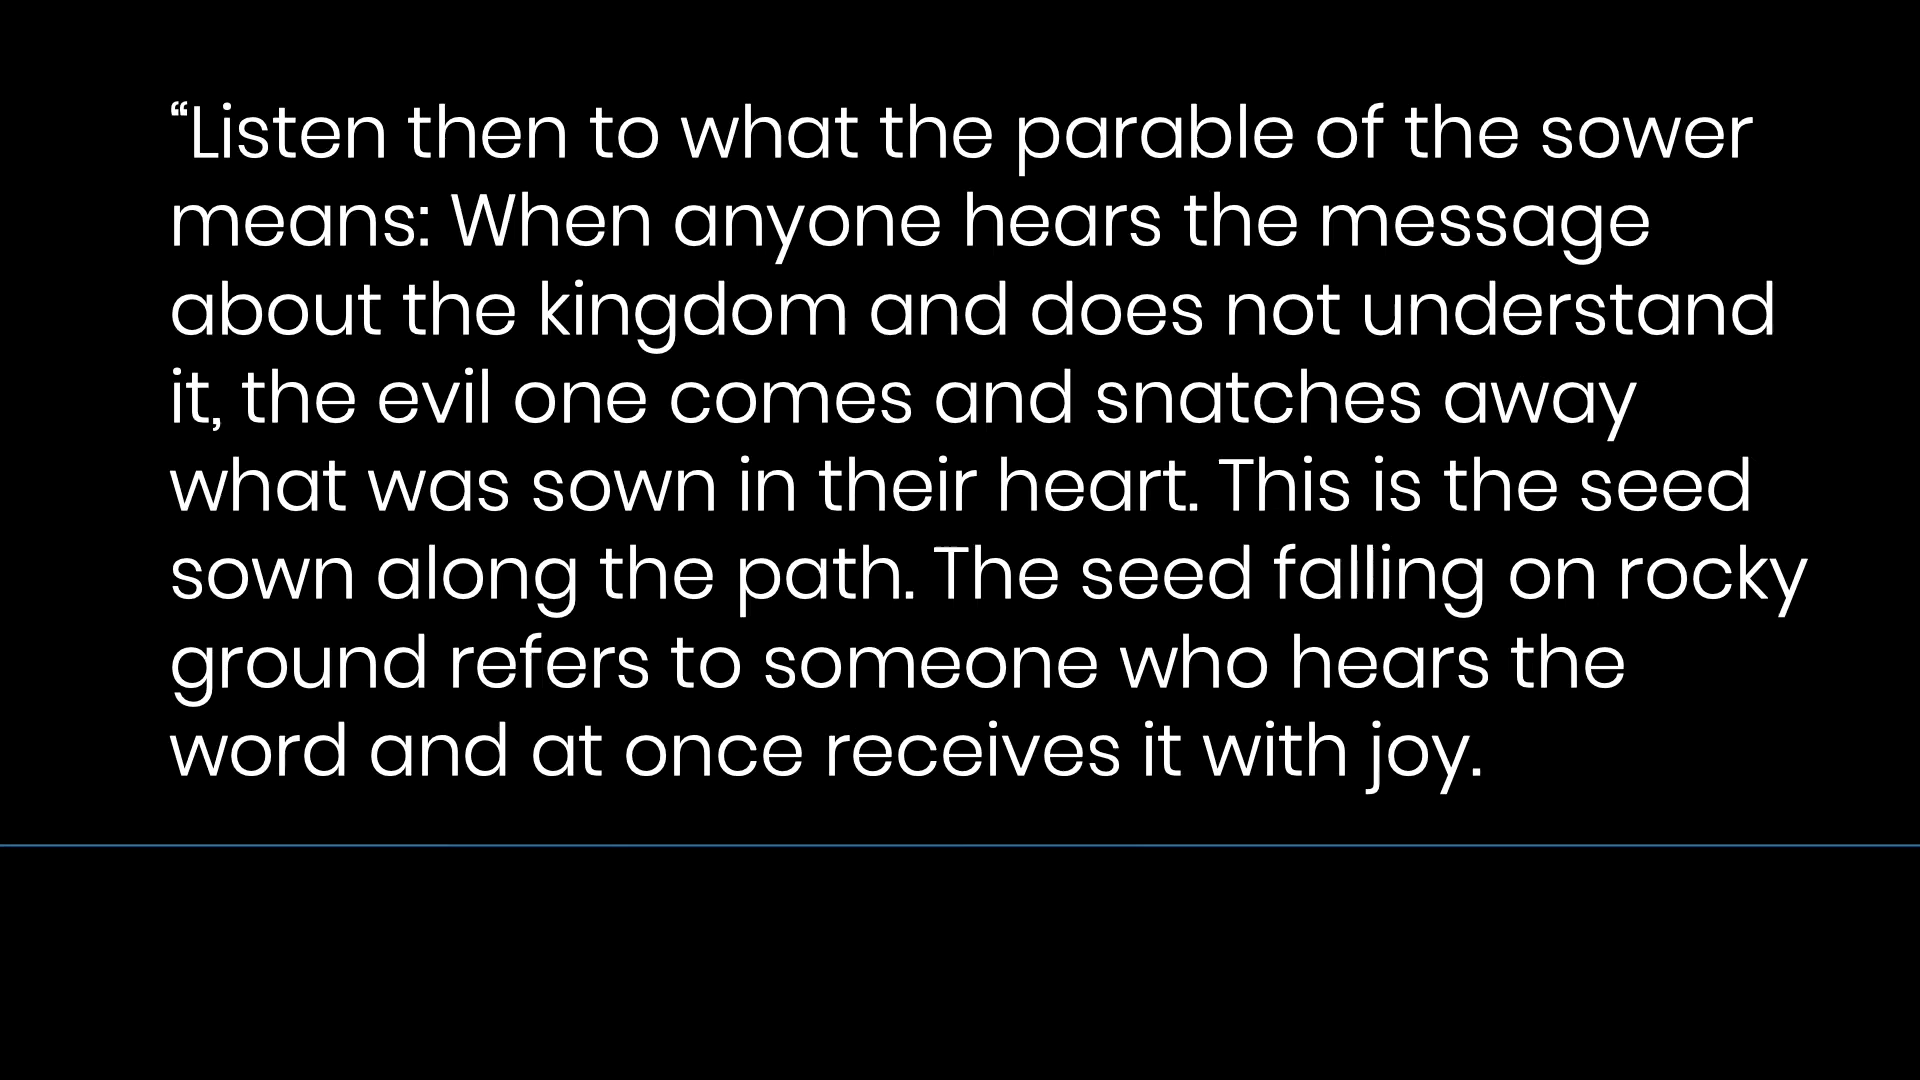 “Listen then to what the parable of the sower
means: When anyone hears the message
about the kingdom and does not understand
it, the evil one comes and snatches away
what was sown in their heart. This is the seed
sown along the path. The seed falling on rocky
ground refers to someone who hears the
word and at once receives it with joy.